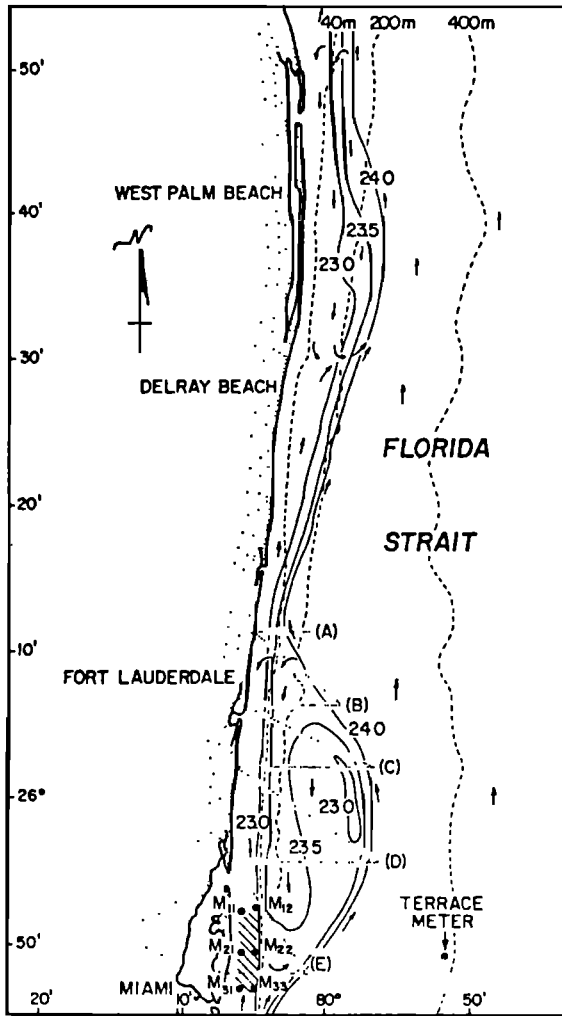 40m 200m 400m
50'
WEST PALM BEACH
240
40'
235
N
230
30'
DELRAY BEACH
FLORIDA
20'
STRAIT
(A)
10'
FORT LAUDERDALE
(B)
240
(C)
26°
230
230
235
(D)
M11 M12
TERRACE
METER
50'
M21 M22
(E)
MIAMI
M31 M33
20' 10' 80° 50'